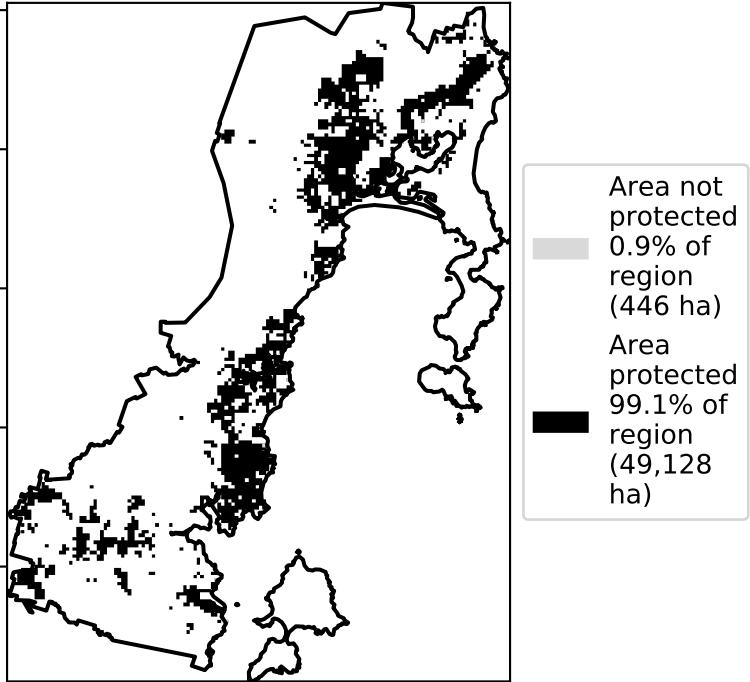 Area not
protected
0.9% of
region
(446 ha)
Area
protected
99.1% of
region
(49,128
ha)